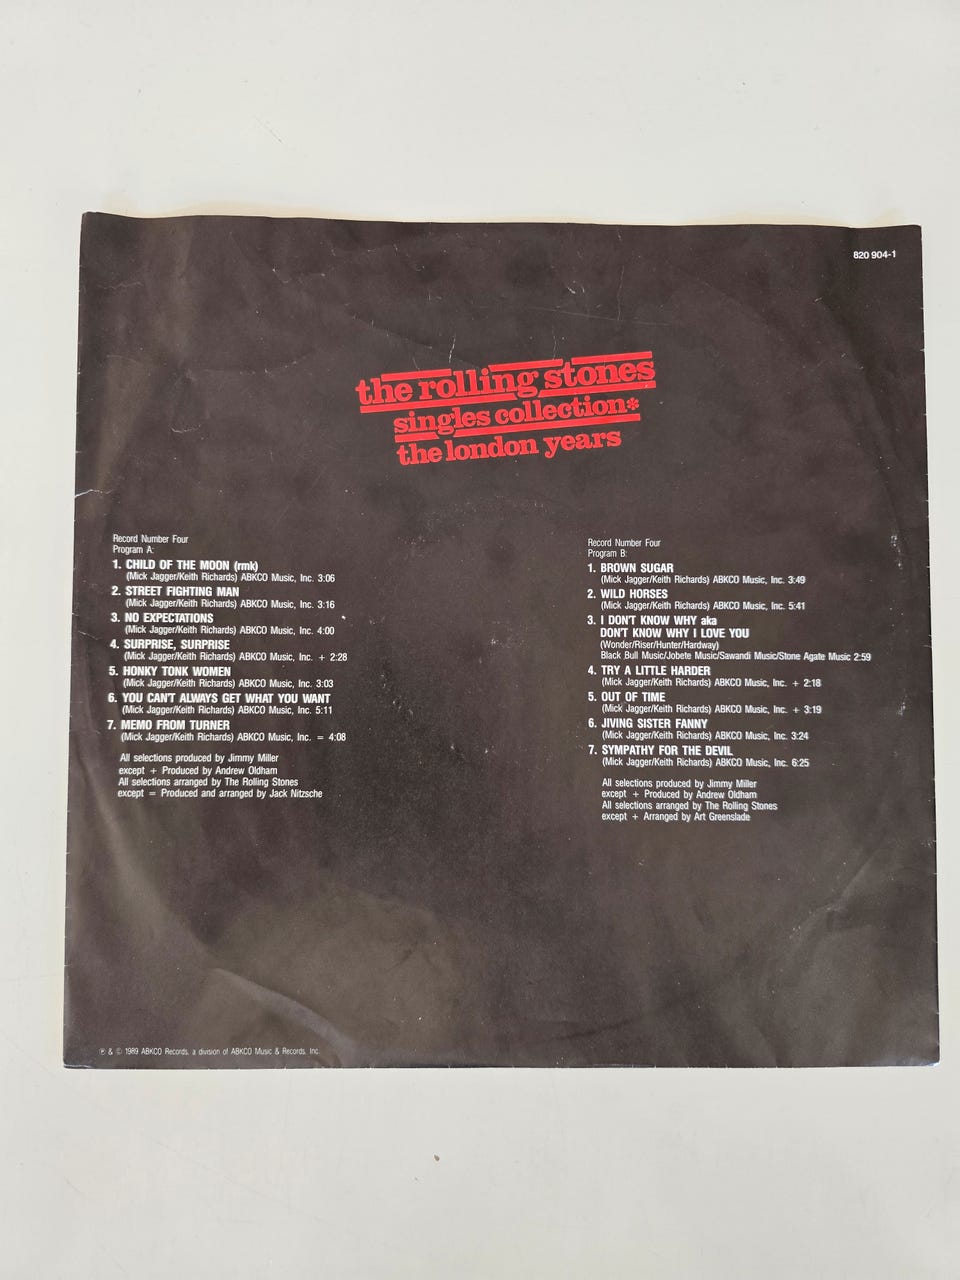 820 904-1
the rolling stones
singles collection*
the london years
Record Number Four
Program A:
1. CHILD OF THE MOON (rmk)
(Mick Jagger/Keith Richards) ABKCO Music, Inc. 3:06
2. STREET FIGHTING MAN
(Mick Jagger/Keith Richards) ABKCO Music, Inc. 3:16
3. NO EXPECTATIONS
(Mick Jagger/Keith Richards) ABKCO Music, Inc. 4:00
4. SURPRISE, SURPRISE
(Mick Jagger/Keith Richards) ABKCO Music, Inc. + 2:28
5. HONKY TONK WOMEN
(Mick Jagger/Keith Richards) ABKCO Music, Inc. 3:03
6. YOU CAN'T ALWAYS GET WHAT YOU WANT
(Mick Jagger/Keith Richards) ABKCO Music, Inc. 5:11
7. MEMO FROM TURNER
(Mick Jagger/Keith Richards) ABKCO Music, Inc. = 4:08
All selections produced by Jimmy Miller
except + Produced by Andrew Oldham
All selections arranged by The Rolling Stones
except = Produced and arranged by Jack Nitzsche
Record Number Four
Program B:
1. BROWN SUGAR
(Mick Jagger/Keith Richards) ABKCO Music, Inc. 3:49
2. WILD HORSES
(Mick Jagger/Keith Richards) ABKCO Music, Inc. 5:41
3. I DON'T KNOW WHY aka
DON'T KNOW WHY I LOVE YOU
(Wonder/Riser/Hunter/Hardway)
Black Bull Music/Jobete Music/Sawandi Music/Stone Agate Music 2:59
4. TRY A LITTLE HARDER
(Mick Jagger/Keith Richards) ABKCO Music, Inc. + 2:18
5. OUT OF TIME
(Mick Jagger/Keith Richards) ABKCO Music, Inc. + 3:19
6. JIVING SISTER FANNY
(Mick Jagger/Keith Richards) ABKCO Music, Inc. 3:24
7. SYMPATHY FOR THE DEVIL
(Mick Jagger/Keith Richards) ABKCO Music, Inc. 6:25
All selections produced by Jimmy Miller
except + Produced by Andrew Oldham
All selections arranged by The Rolling Stones
except + Arranged by Art Greenslade
℗ & © 1989 ABKCO Records, a division of ABKCO Music & Records, Inc.